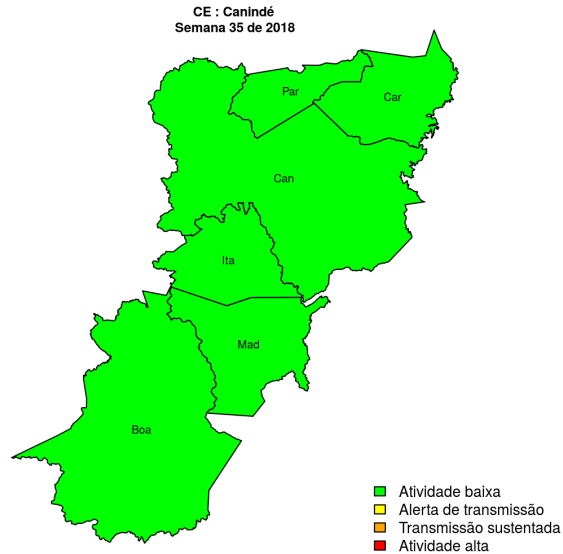 CE : Canindé
Semana 35 de 2018
Par
Car
Can
Ita
Mad
Boa
Atividade baixa
Alerta de transmissão
Transmissão sustentada
Atividade alta